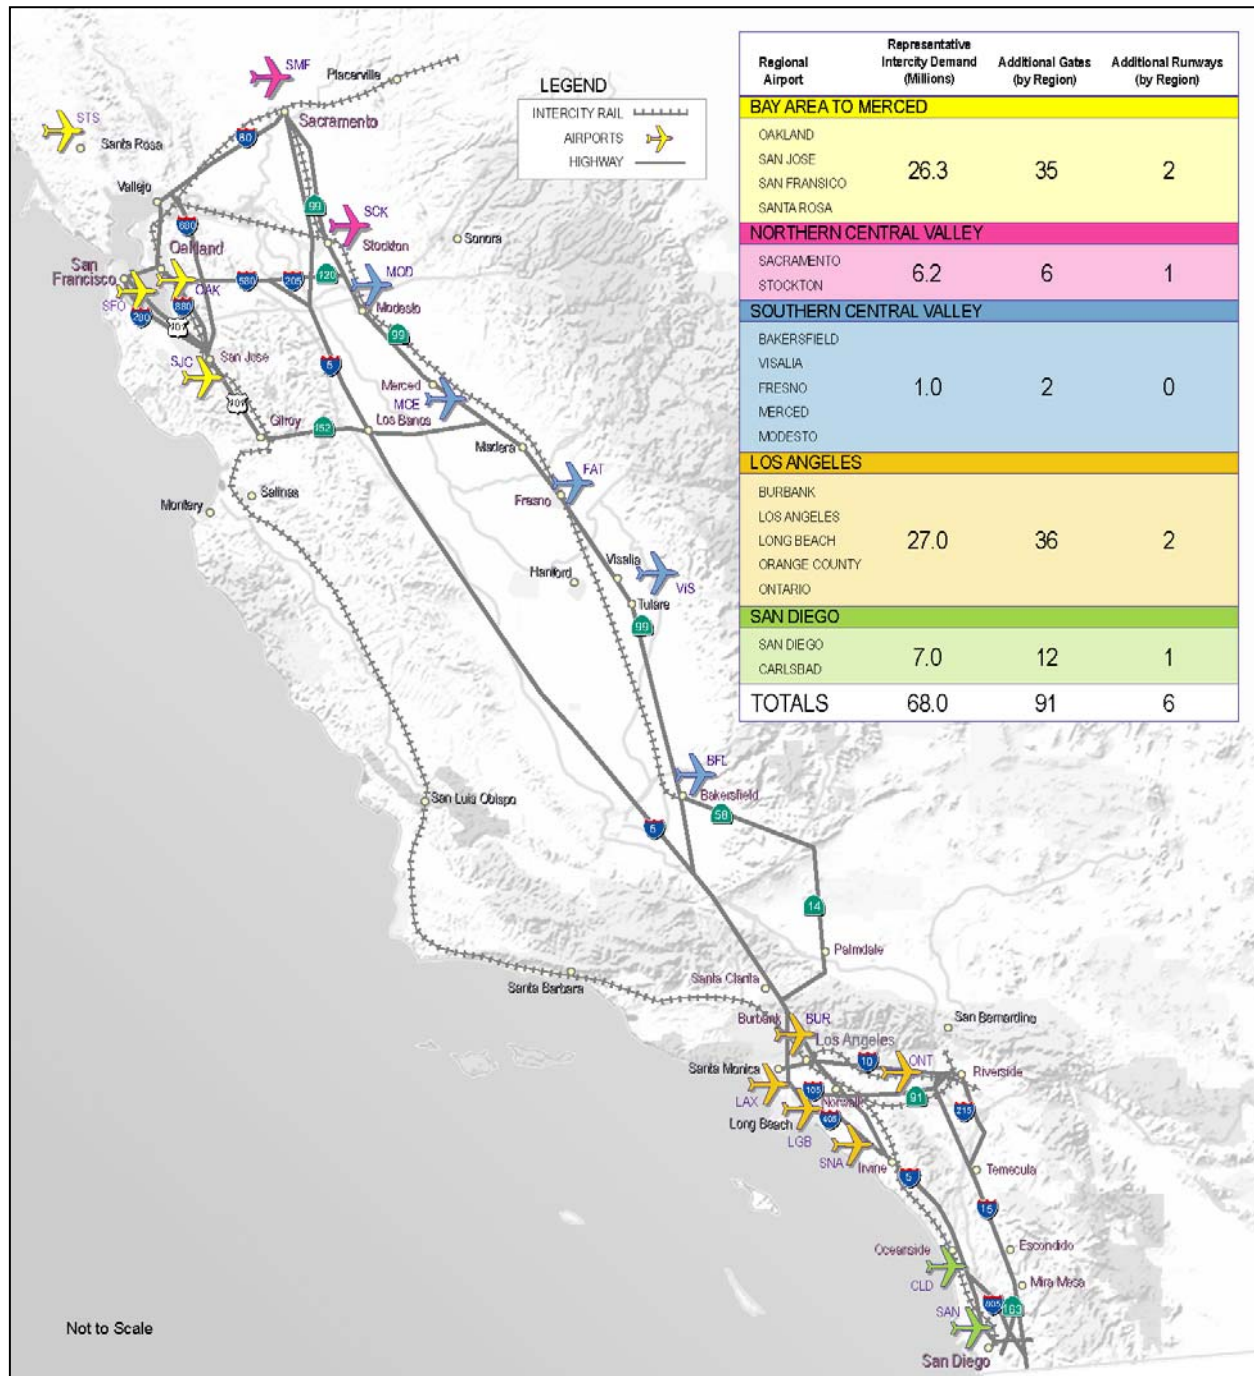 Representative
Regional Intercity Demand Additional Gates Additional Runways
Airport (Millions) (by Region) (by Region)
BAY AREA TO MERCED
OAKLAND
SAN JOSE
SAN FRANSICO
SANTA ROSA
26.3 35 2
NORTHERN CENTRAL VALLEY
SACRAMENTO
STOCKTON
6.2 6 1
SOUTHERN CENTRAL VALLEY
BAKERSFIELD
VISALIA
FRESNO
MERCED
MODESTO
1.0 2 0
LOS ANGELES
BURBANK
LOS ANGELES
LONG BEACH
ORANGE COUNTY
ONTARIO
27.0 36 2
SAN DIEGO
SAN DIEGO
CARLSBAD
7.0 12 1
TOTALS 68.0 91 6
LEGEND
INTERCITY RAIL
AIRPORTS
HIGHWAY
SMF
Placerville
STS
Sacramento
Santa Rosa
80
Vallejo
99
SCK
680
Stockton
Sonora
Oakland
San
Francisco
SFO
OAK
580
205
120
MOD
280
880
101
Modesto
99
SJC
San Jose
5
Merced
MCE
101
Gilroy
152
Los Banos
Madera
FAT
Fresno
Salinas
Montery
Visalia
Hanford
VIS
Tulare
99
BFL
San Luis Obispo
Bakersfield
58
5
14
Palmdale
Santa Clarita
Santa Barbara
Burbank
BUR
San Bernardino
Los Angeles
Santa Monica
10
ONT
Riverside
LAX
105
Norwalk
91
215
Long Beach
LGB
405
SNA
Irvine
5
Temecula
15
Oceanside
Escondido
CLD
Mira Mesa
805
163
SAN
San Diego
Not to Scale